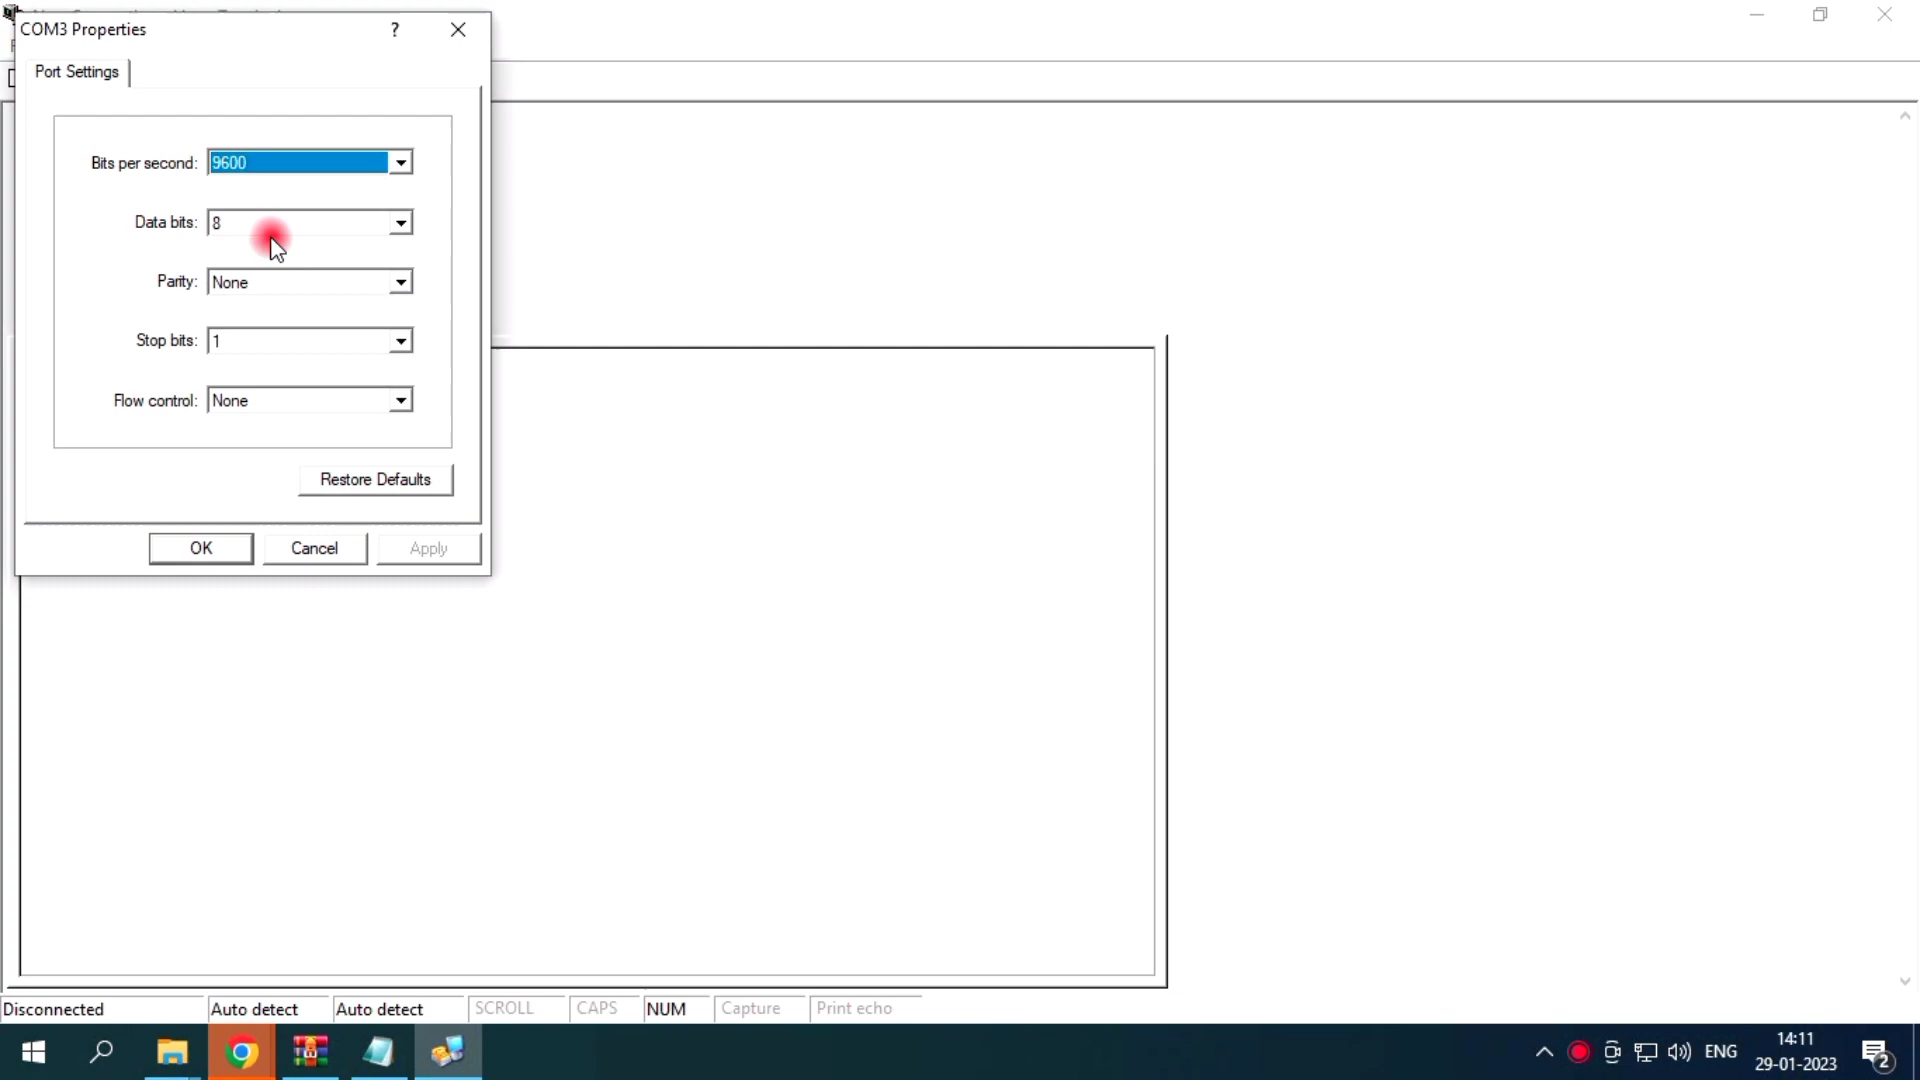 COM3 Properties
?
Port Settings
Bits per second: 9600
Data bits: 8
Parity: None
Stop bits: 1
Flow control: None
Restore Defaults
OK Cancel Apply
Disconnected Auto detect Auto detect SCROLL CAPS NUM Capture Print echo
ENG
14:11
29-01-2023
2